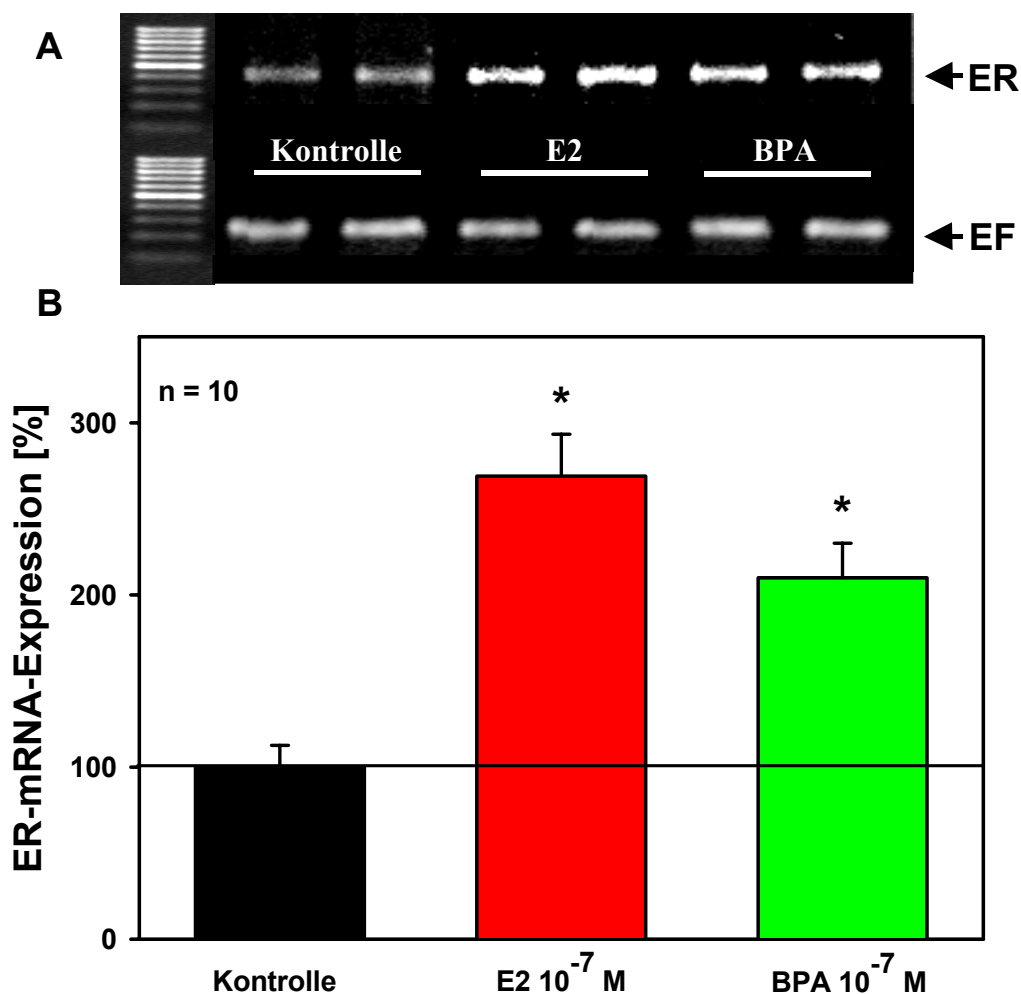 A
ER
Kontrolle E2 BPA
EF
B
ER-mRNA-Expression [%]
n = 10
* *
300
200
100
0
Kontrolle E2 10⁻⁷ M BPA 10⁻⁷ M